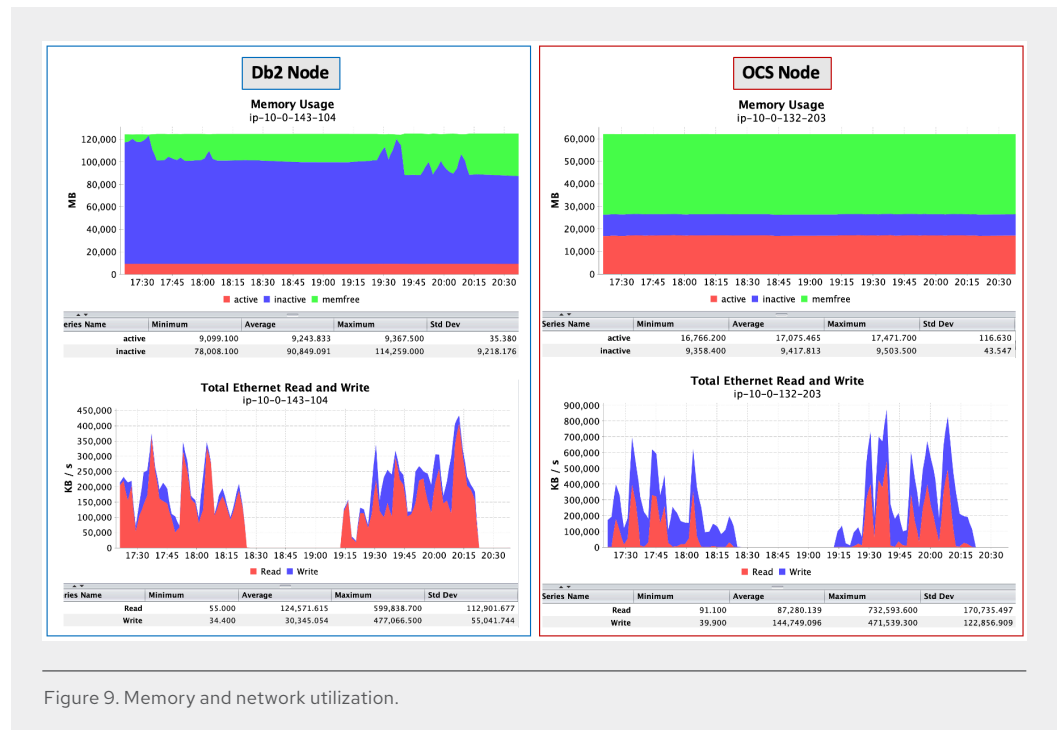 Db2 Node
Memory Usage
ip-10-0-143-104
120,000
100,000
80,000
60,000
40,000
20,000
0
MB
17:30 17:45 18:00 18:15 18:30 18:45 19:00 19:15 19:30 19:45 20:00 20:15 20:30
active inactive memfree
eries Name Minimum Average Maximum Std Dev
active 9,099.100 9,243.833 9,367.500 35.380
inactive 78,008.100 90,849.091 114,259.000 9,218.176
Total Ethernet Read and Write
ip-10-0-143-104
450,000
400,000
350,000
300,000
250,000
200,000
150,000
100,000
50,000
0
KB / s
17:30 17:45 18:00 18:15 18:30 18:45 19:00 19:15 19:30 19:45 20:00 20:15 20:30
Read Write
ries Name Minimum Average Maximum Std Dev
Read 55.000 124,571.615 599,838.700 112,901.677
Write 34.400 30,345.054 477,066.500 55,041.744
OCS Node
Memory Usage
ip-10-0-132-203
60,000
50,000
40,000
30,000
20,000
10,000
0
MB
17:30 17:45 18:00 18:15 18:30 18:45 19:00 19:15 19:30 19:45 20:00 20:15 20:30
active inactive memfree
Series Name Minimum Average Maximum Std Dev
active 16,766.200 17,075.465 17,471.700 116.630
inactive 9,358.400 9,417.813 9,503.500 43.547
Total Ethernet Read and Write
ip-10-0-132-203
900,000
800,000
700,000
600,000
500,000
400,000
300,000
200,000
100,000
0
KB / s
17:30 17:45 18:00 18:15 18:30 18:45 19:00 19:15 19:30 19:45 20:00 20:15 20:30
Read Write
Series Name Minimum Average Maximum Std Dev
Read 91.100 87,280.139 732,593.600 170,735.497
Write 39.900 144,749.096 471,539.300 122,856.909
Figure 9. Memory and network utilization.